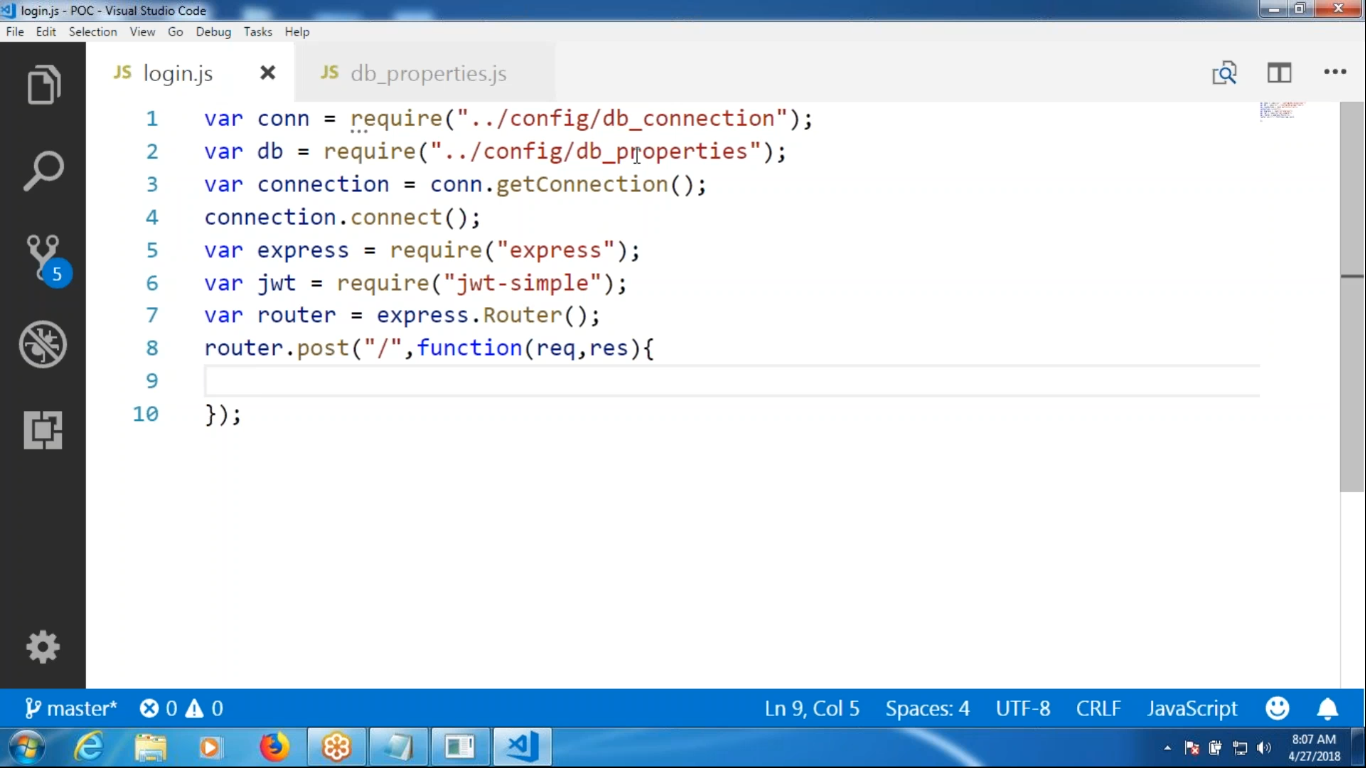 login.js - POC - Visual Studio Code
File Edit Selection View Go Debug Tasks Help
JS login.js JS db_properties.js
1 var conn = require("../config/db_connection");
2 var db = require("../config/db_properties");
3 var connection = conn.getConnection();
4 connection.connect();
5 var express = require("express");
6 var jwt = require("jwt-simple");
7 var router = express.Router();
8 router.post("/",function(req,res){
9
10 });
5
master* 0 0 Ln 9, Col 5 Spaces: 4 UTF-8 CRLF JavaScript
8:07 AM
4/27/2018